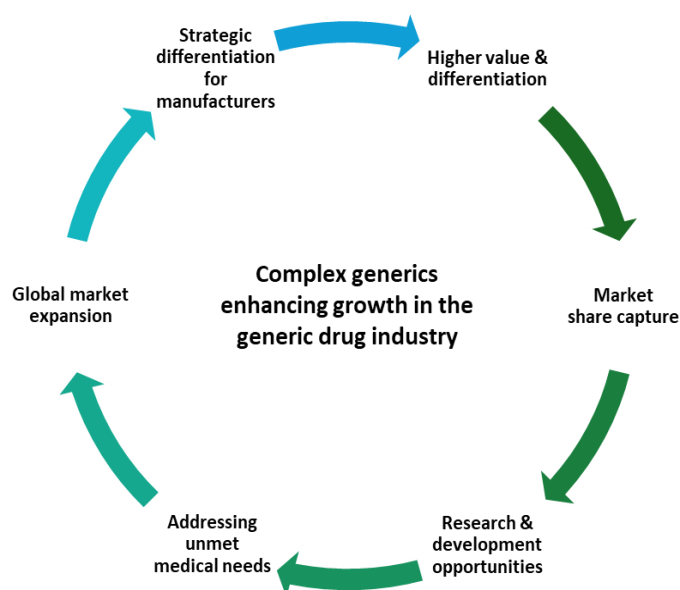 Strategic
differentiation
for
manufacturers
Higher value &
differentiation
Market
share capture
Research &
development
opportunities
Addressing
unmet
medical needs
Global market
expansion
Complex generics
enhancing growth in the
generic drug industry